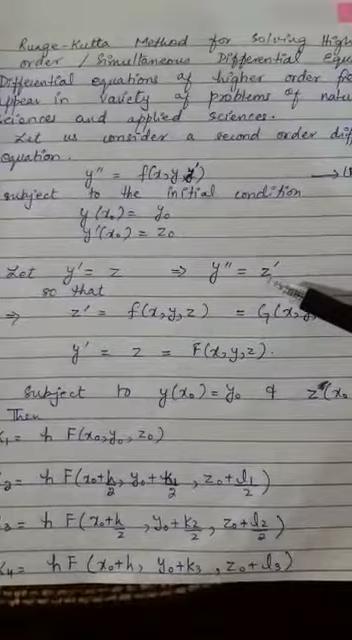 Runge-Kutta Method for Solving High
order / Simultaneous Differential Equ
Differential equations of higher order fr
appear in variety of problems of natu
sciences and applied sciences.
Let us consider a second order dif
equation.
y'' = f(x,y,y')
subject to the initial condition
y(x₀) = y₀
y'(x₀) = z₀
Let y' = z ⇒ y'' = z'
so that
⇒ z' = f(x,y,z) = G(x,y,
y' = z = F(x,y,z).
Subject to y(x₀) = y₀ & z(x₀
Then
K₁ = h F(x₀,y₀,z₀)
₂ = h F(x₀+h/2, y₀+k₁/2, z₀+l₁/2)
₃ = h F(x₀+h/2, y₀+k₂/2, z₀+l₂/2)
K₄ = h F(x₀+h, y₀+k₃, z₀+l₃)